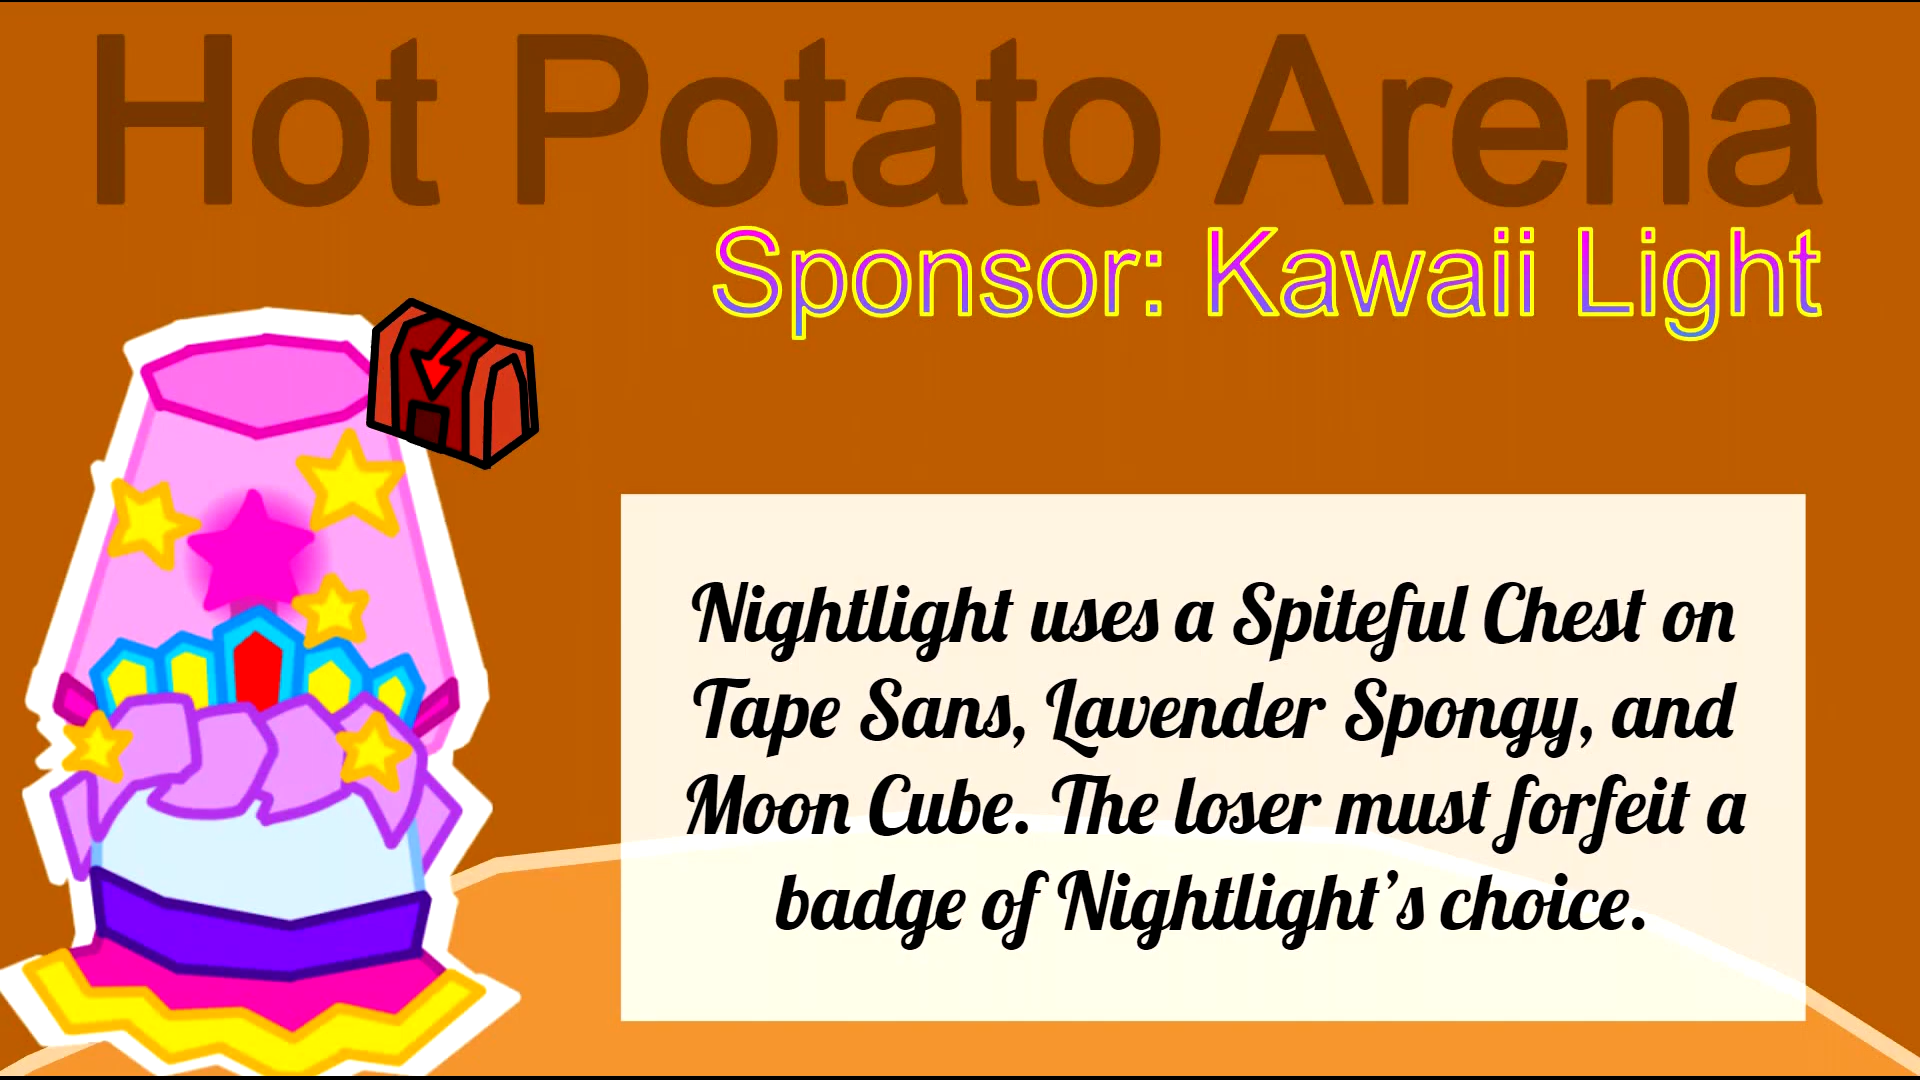 Hot Potato Arena
Sponsor: Kawaii Light
Nightlight uses a Spiteful Chest on
Tape Sans, Lavender Spongy, and
Moon Cube. The loser must forfeit a
badge of Nightlight’s choice.